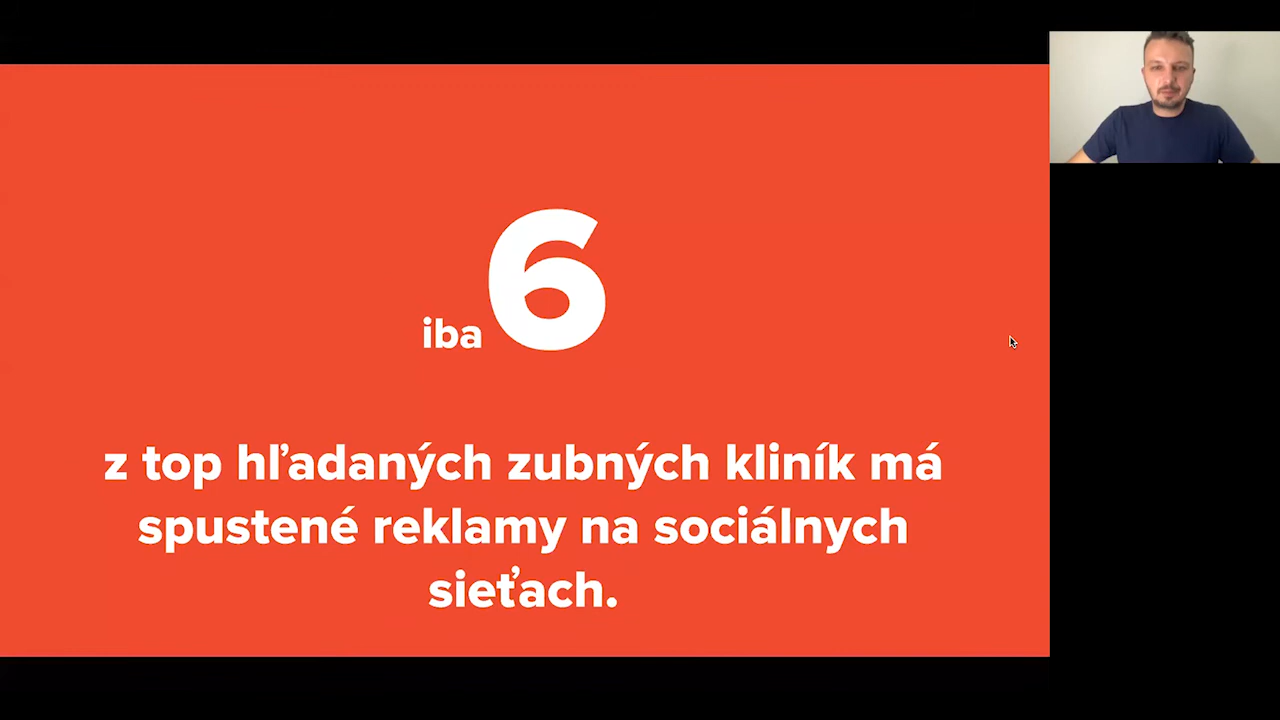 iba 6
z top hľadaných zubných kliník má
spustené reklamy na sociálnych
sieťach.